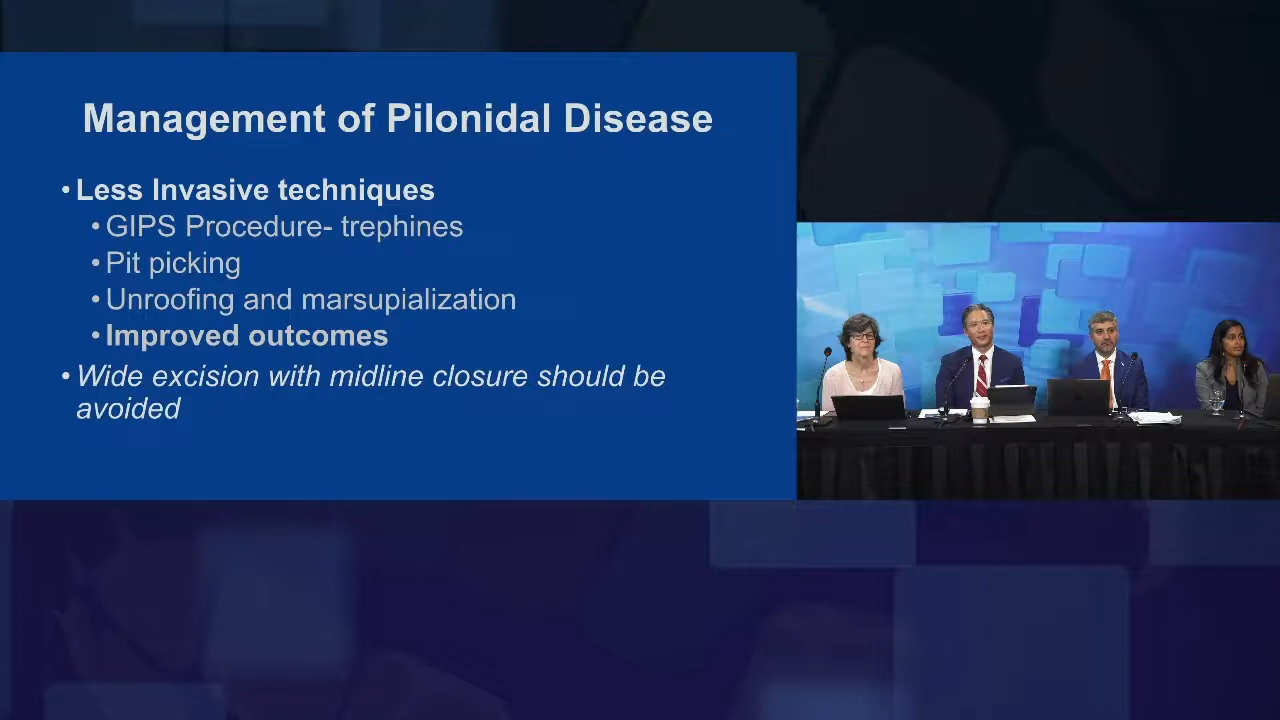 Management of Pilonidal Disease
• Less Invasive techniques
• GIPS Procedure- trephines
• Pit picking
• Unroofing and marsupialization
• Improved outcomes
• Wide excision with midline closure should be
avoided